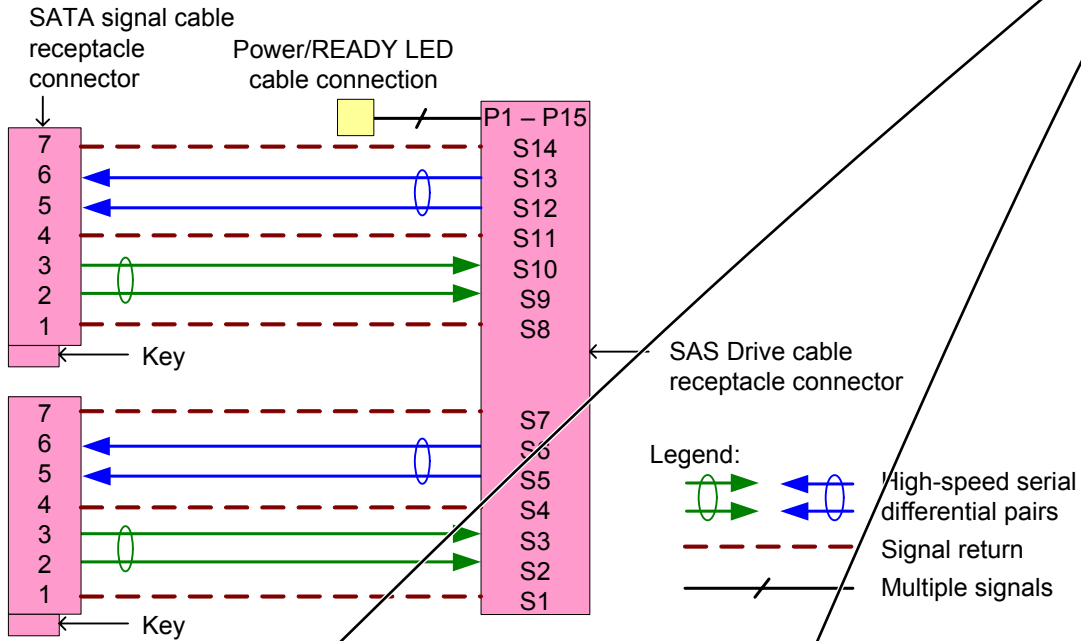 SATA signal cable
receptacle
connector
Power/READY LED
cable connection
P1 – P15
7
S14
6
S13
5
S12
4
S11
3
S10
2
S9
1
S8
Key
SAS Drive cable
receptacle connector
7
S7
6
S6
5
S5
4
S4
3
S3
2
S2
1
S1
Key
Legend:
High-speed serial
differential pairs
Signal return
Multiple signals